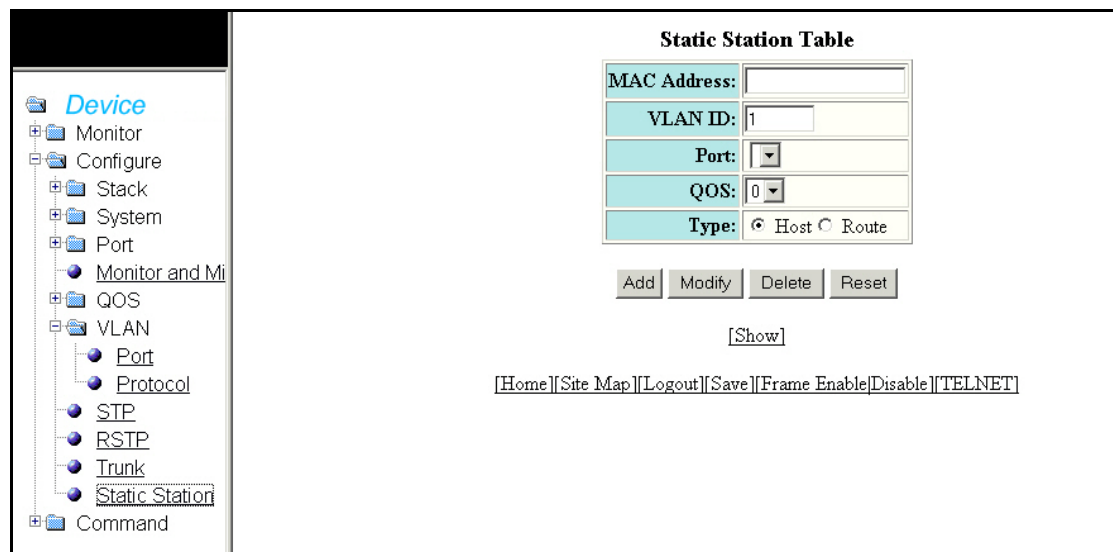 Device
Monitor
Configure
Stack
System
Port
Monitor and Mi
QOS
VLAN
Port
Protocol
STP
RSTP
Trunk
Static Station
Command
Static Station Table
MAC Address:
VLAN ID: 1
Port:
QOS: 0
Type: Host Route
Add Modify Delete Reset
[Show]
[Home][Site Map][Logout][Save][Frame Enable|Disable][TELNET]